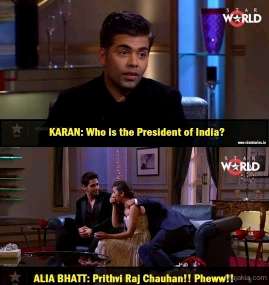 STAR
WORLD
KARAN: Who is the President of India?
STAR
WORLD
ALIA BHATT: Prithvi Raj Chauhan!! Pheww!!